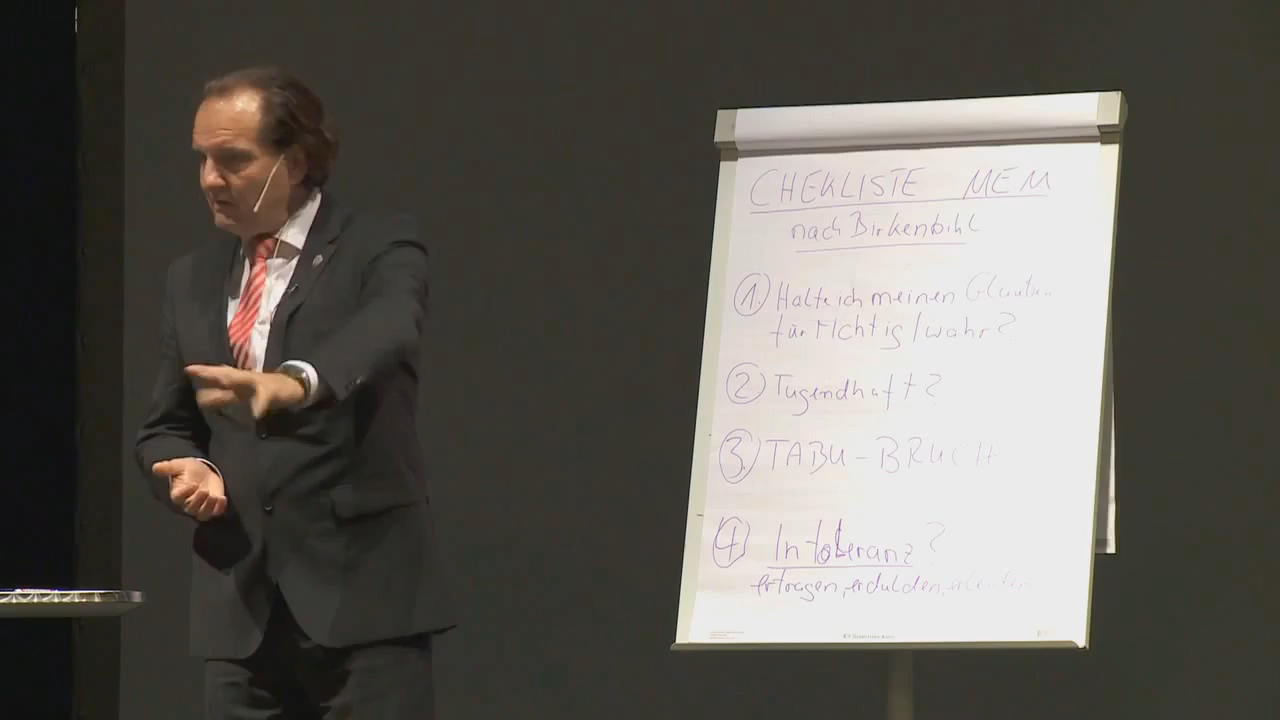 CHEKLISTE MEM
nach Birkenbihl
1. Halte ich meinen Glauben
für richtig/wahr?
2 Tugendhaft?
3. TABU-BRUCH
4 Intoleranz?
ertragen, erdulden, erleiden